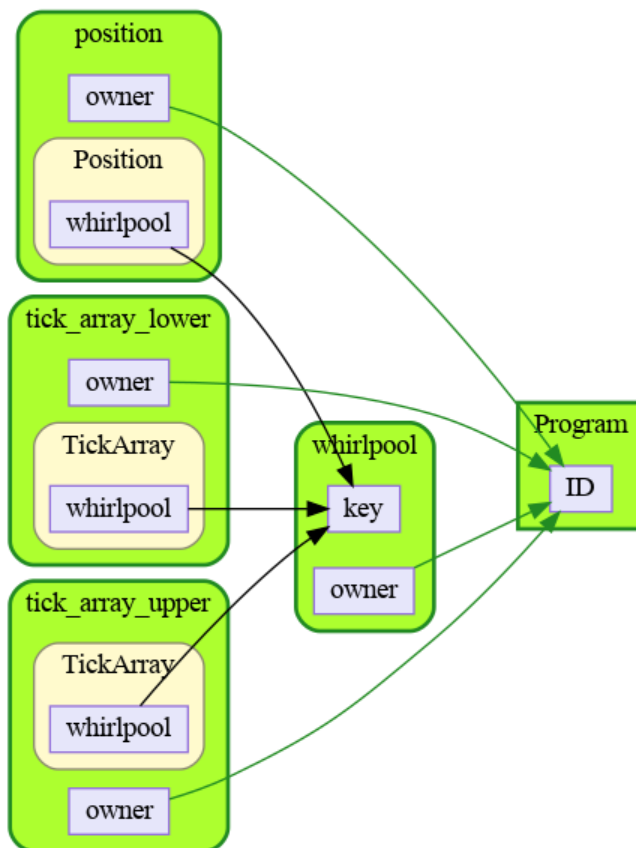 position
owner
Position
whirlpool
tick_array_lower
owner
TickArray
whirlpool
tick_array_upper
TickArray
whirlpool
owner
whirlpool
key
owner
Program
ID